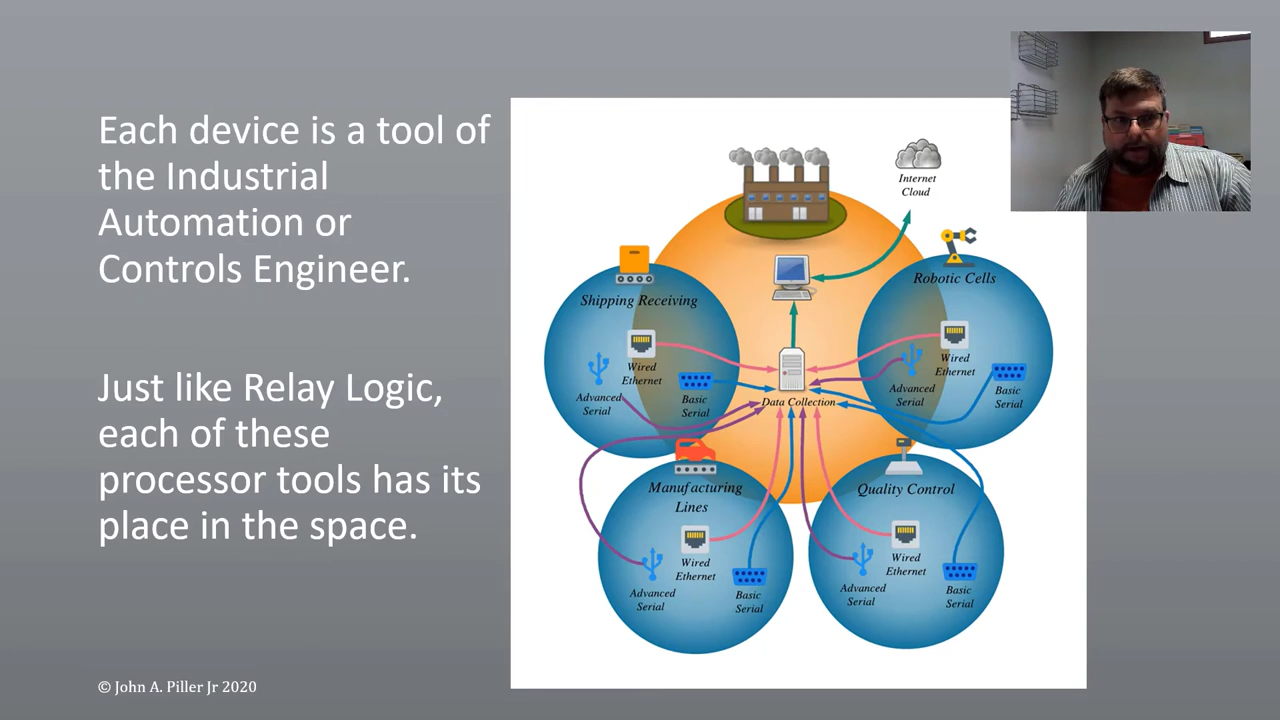 Each device is a tool of
the Industrial
Automation or
Controls Engineer.
Just like Relay Logic,
each of these
processor tools has its
place in the space.
Internet
Cloud
Shipping Receiving
Wired
Ethernet
Advanced
Serial
Basic
Serial
Robotic Cells
Wired
Ethernet
Advanced
Serial
Basic
Serial
Data Collection
Manufacturing
Lines
Wired
Ethernet
Advanced
Serial
Basic
Serial
Quality Control
Wired
Ethernet
Advanced
Serial
Basic
Serial
© John A. Piller Jr 2020